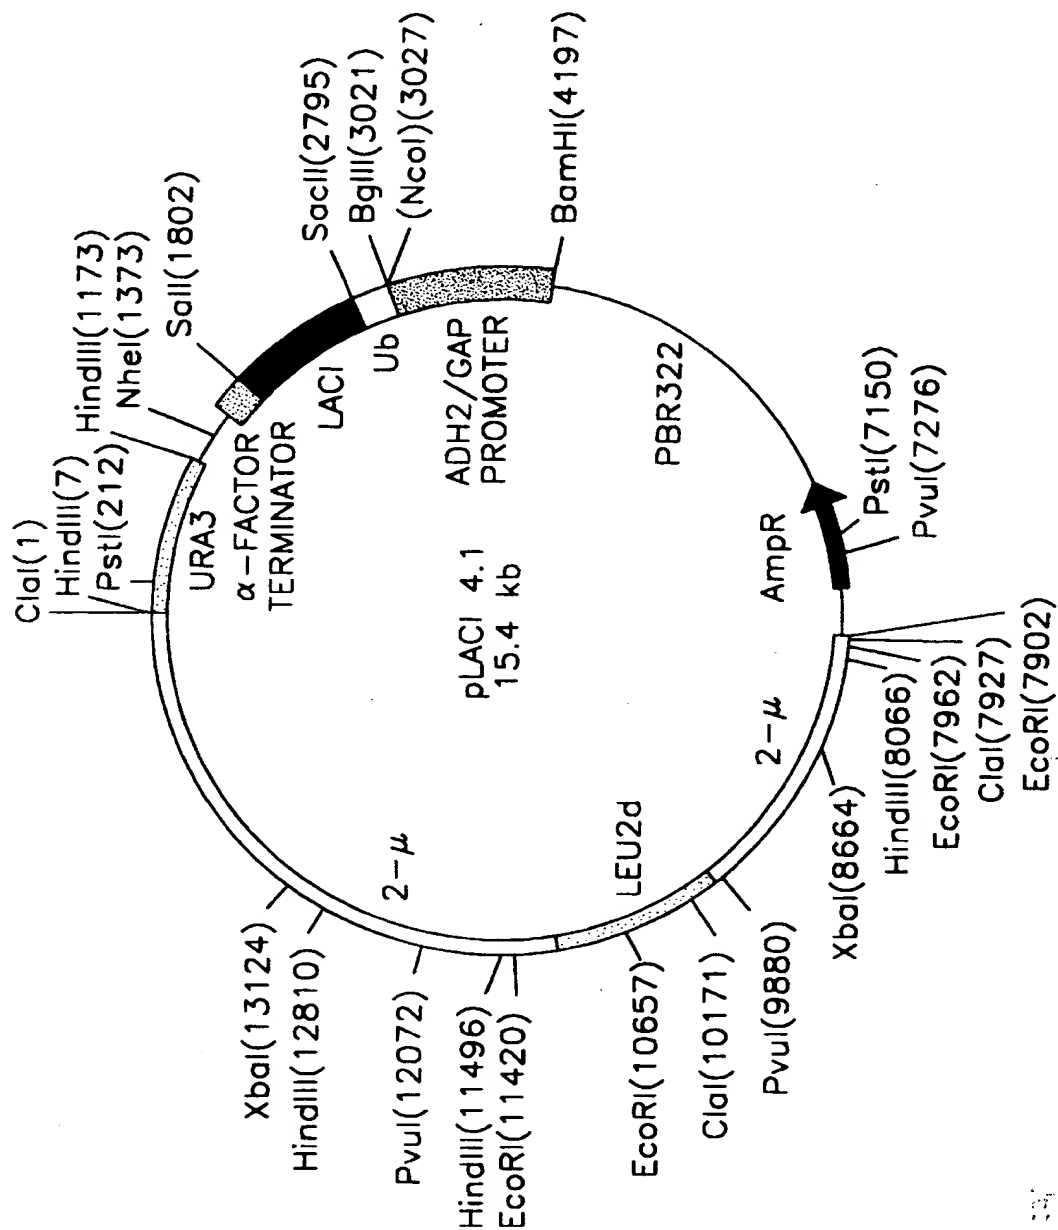 ClaI(1)
HindIII(7)
PstI(212)
HindIII(1173)
NheI(1373)
SalI(1802)
SacII(2795)
BglII(3021)
(NcoI)(3027)
BamHI(4197)
URA3
α-FACTOR
TERMINATOR
LACI
Ub
ADH2/GAP
PROMOTER
PBR322
pLACI 4.1
15.4 kb
AmpR
PstI(7150)
PvuI(7276)
2-μ
LEU2d
2-μ
XbaI(13124)
HindIII(12810)
PvuI(12072)
HindIII(11496)
EcoRI(11420)
EcoRI(10657)
ClaI(10171)
PvuI(9880)
XbaI(8664)
HindIII(8066)
EcoRI(7962)
ClaI(7927)
EcoRI(7902)